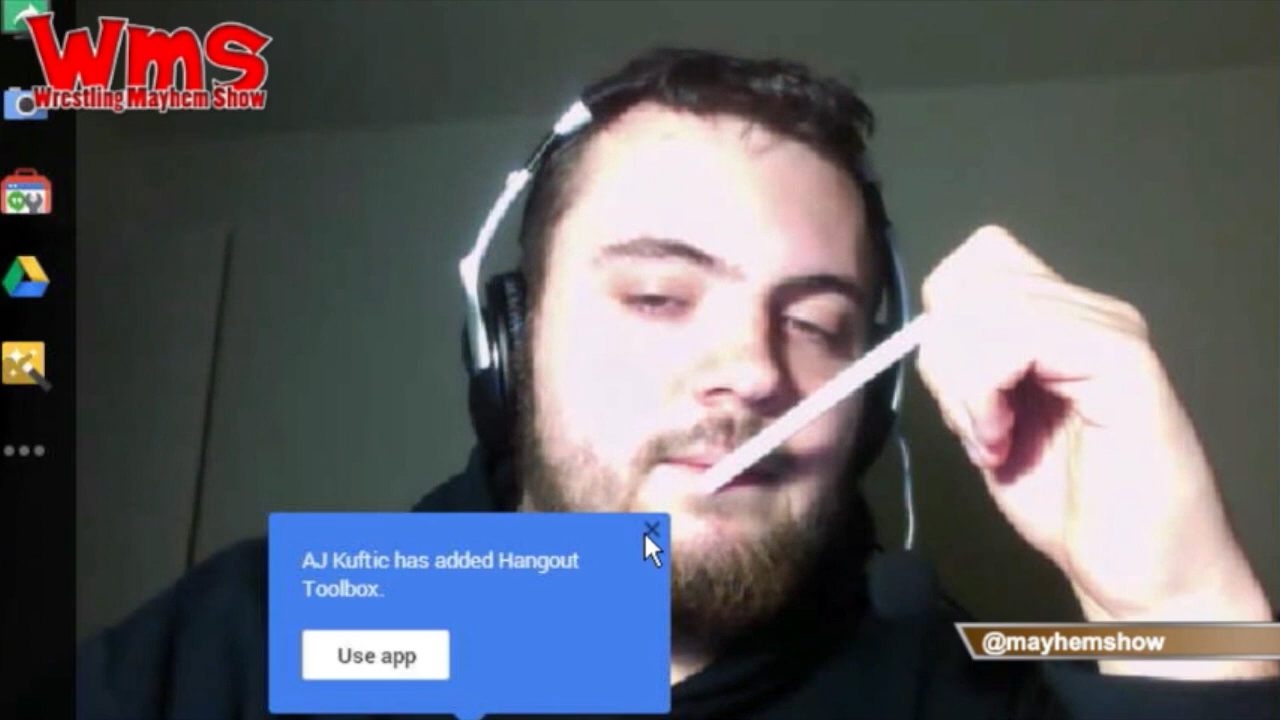 WmS
Wrestling Mayhem Show
AJ Kuftic has added Hangout
Toolbox.
Use app
@mayhemshow